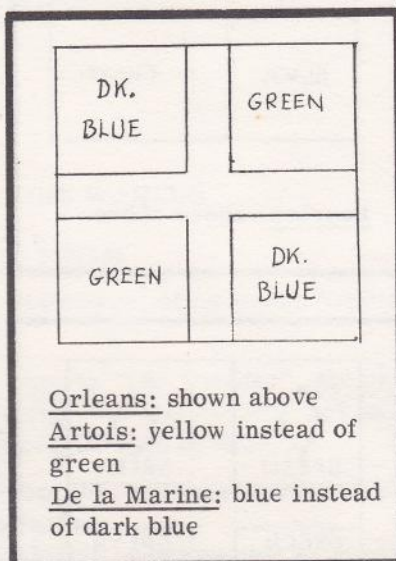 DK.
BLUE
GREEN
GREEN
DK.
BLUE
Orleans: shown above
Artois: yellow instead of
green
De la Marine: blue instead
of dark blue